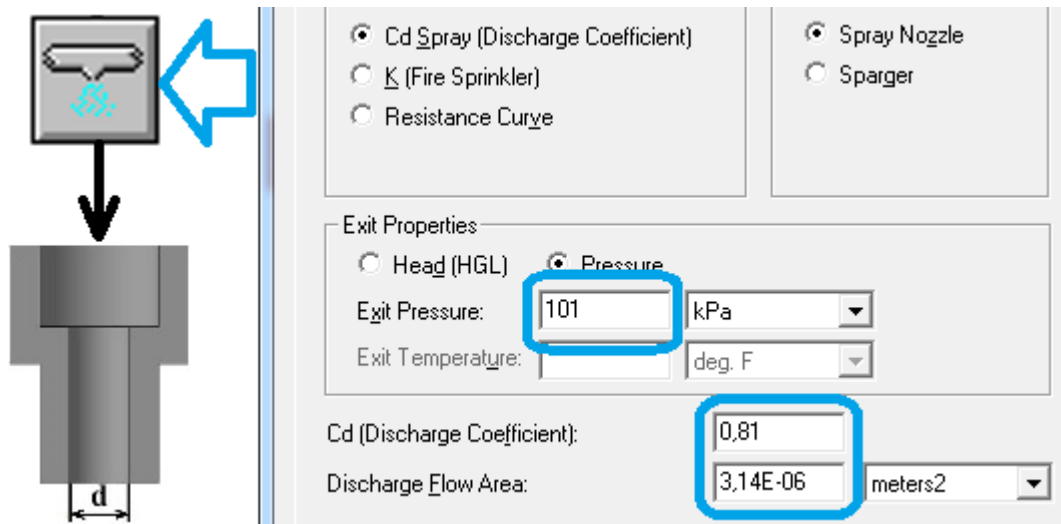 Cd Spray (Discharge Coefficient)
Spray Nozzle
K (Fire Sprinkler)
Sparger
Resistance Curve
Exit Properties
Head (HGL) Pressure
Exit Pressure: 101 kPa
Exit Temperature: deg. F
Cd (Discharge Coefficient): 0,81
Discharge Flow Area: 3,14E-06 meters2
d